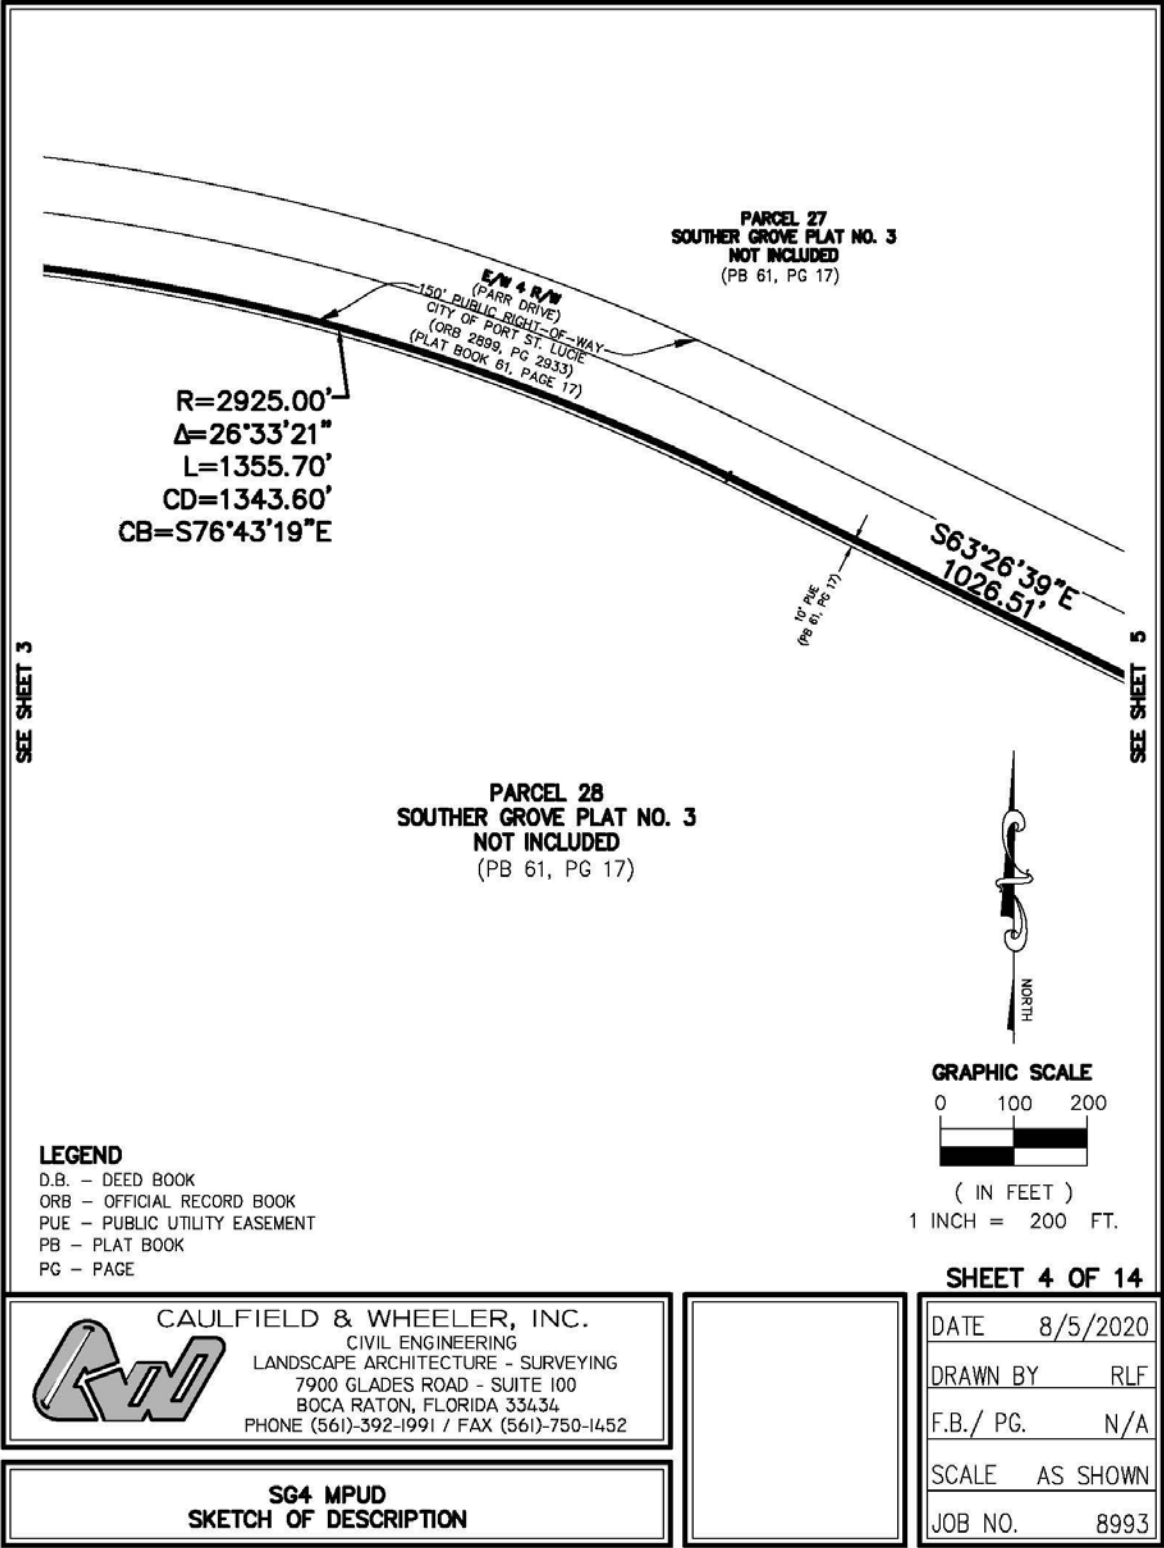 PARCEL 27
SOUTHER GROVE PLAT NO. 3
NOT INCLUDED
(PB 61, PG 17)
E/W 4 R/W
(PARR DRIVE)
150' PUBLIC RIGHT-OF-WAY
CITY OF PORT ST. LUCIE
(ORB 2899, PG 2933)
(PLAT BOOK 61, PAGE 17)
R=2925.00'
Δ=26°33'21"
L=1355.70'
CD=1343.60'
CB=S76°43'19"E
S63°26'39"E
1026.51'
10' PUE
(PB 61, PG 17)
SEE SHEET 3
SEE SHEET 5
PARCEL 28
SOUTHER GROVE PLAT NO. 3
NOT INCLUDED
(PB 61, PG 17)
NORTH
GRAPHIC SCALE
0 100 200
( IN FEET )
1 INCH = 200 FT.
LEGEND
D.B. - DEED BOOK
ORB - OFFICIAL RECORD BOOK
PUE - PUBLIC UTILITY EASEMENT
PB - PLAT BOOK
PG - PAGE
SHEET 4 OF 14
CAULFIELD & WHEELER, INC.
CIVIL ENGINEERING
LANDSCAPE ARCHITECTURE - SURVEYING
7900 GLADES ROAD - SUITE 100
BOCA RATON, FLORIDA 33434
PHONE (561)-392-1991 / FAX (561)-750-1452
SG4 MPUD
SKETCH OF DESCRIPTION
DATE 8/5/2020
DRAWN BY RLF
F.B./ PG. N/A
SCALE AS SHOWN
JOB NO. 8993